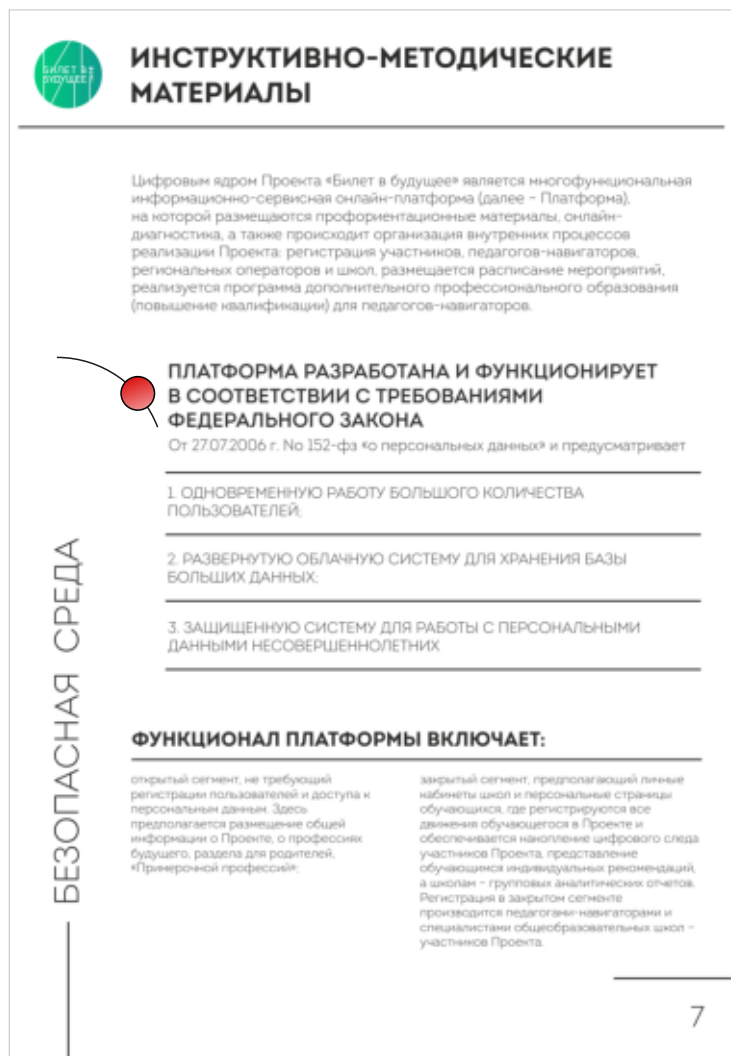 БИЛЕТ В
БУДУЩЕЕ
ИНСТРУКТИВНО-МЕТОДИЧЕСКИЕ
МАТЕРИАЛЫ
Цифровым ядром Проекта «Билет в будущее» является многофункциональная
информационно-сервисная онлайн-платформа (далее – Платформа),
на которой размещаются профориентационные материалы, онлайн-
диагностика, а также происходит организация внутренних процессов
реализации Проекта: регистрация участников, педагогов-навигаторов,
региональных операторов и школ, размещается расписание мероприятий,
реализуется программа дополнительного профессионального образования
(повышение квалификации) для педагогов-навигаторов.
ПЛАТФОРМА РАЗРАБОТАНА И ФУНКЦИОНИРУЕТ
В СООТВЕТСТВИИ С ТРЕБОВАНИЯМИ
ФЕДЕРАЛЬНОГО ЗАКОНА
От 27.07.2006 г. No 152-фз «о персональных данных» и предусматривает
1. ОДНОВРЕМЕННУЮ РАБОТУ БОЛЬШОГО КОЛИЧЕСТВА
ПОЛЬЗОВАТЕЛЕЙ;
2. РАЗВЕРНУТУЮ ОБЛАЧНУЮ СИСТЕМУ ДЛЯ ХРАНЕНИЯ БАЗЫ
БОЛЬШИХ ДАННЫХ;
3. ЗАЩИЩЕННУЮ СИСТЕМУ ДЛЯ РАБОТЫ С ПЕРСОНАЛЬНЫМИ
ДАННЫМИ НЕСОВЕРШЕННОЛЕТНИХ
БЕЗОПАСНАЯ СРЕДА
ФУНКЦИОНАЛ ПЛАТФОРМЫ ВКЛЮЧАЕТ:
открытый сегмент, не требующий
регистрации пользователей и доступа к
персональным данным. Здесь
предполагается размещение общей
информации о Проекте, о профессиях
будущего, раздела для родителей,
«Примерочной профессий»;
закрытый сегмент, предполагающий личные
кабинеты школ и персональные страницы
обучающихся, где регистрируются все
движения обучающегося в Проекте и
обеспечивается накопление цифрового следа
участников Проекта, представление
обучающимся индивидуальных рекомендаций,
а школам – групповых аналитических отчетов.
Регистрация в закрытом сегменте
производится педагогами-навигаторами и
специалистами общеобразовательных школ –
участников Проекта.
7